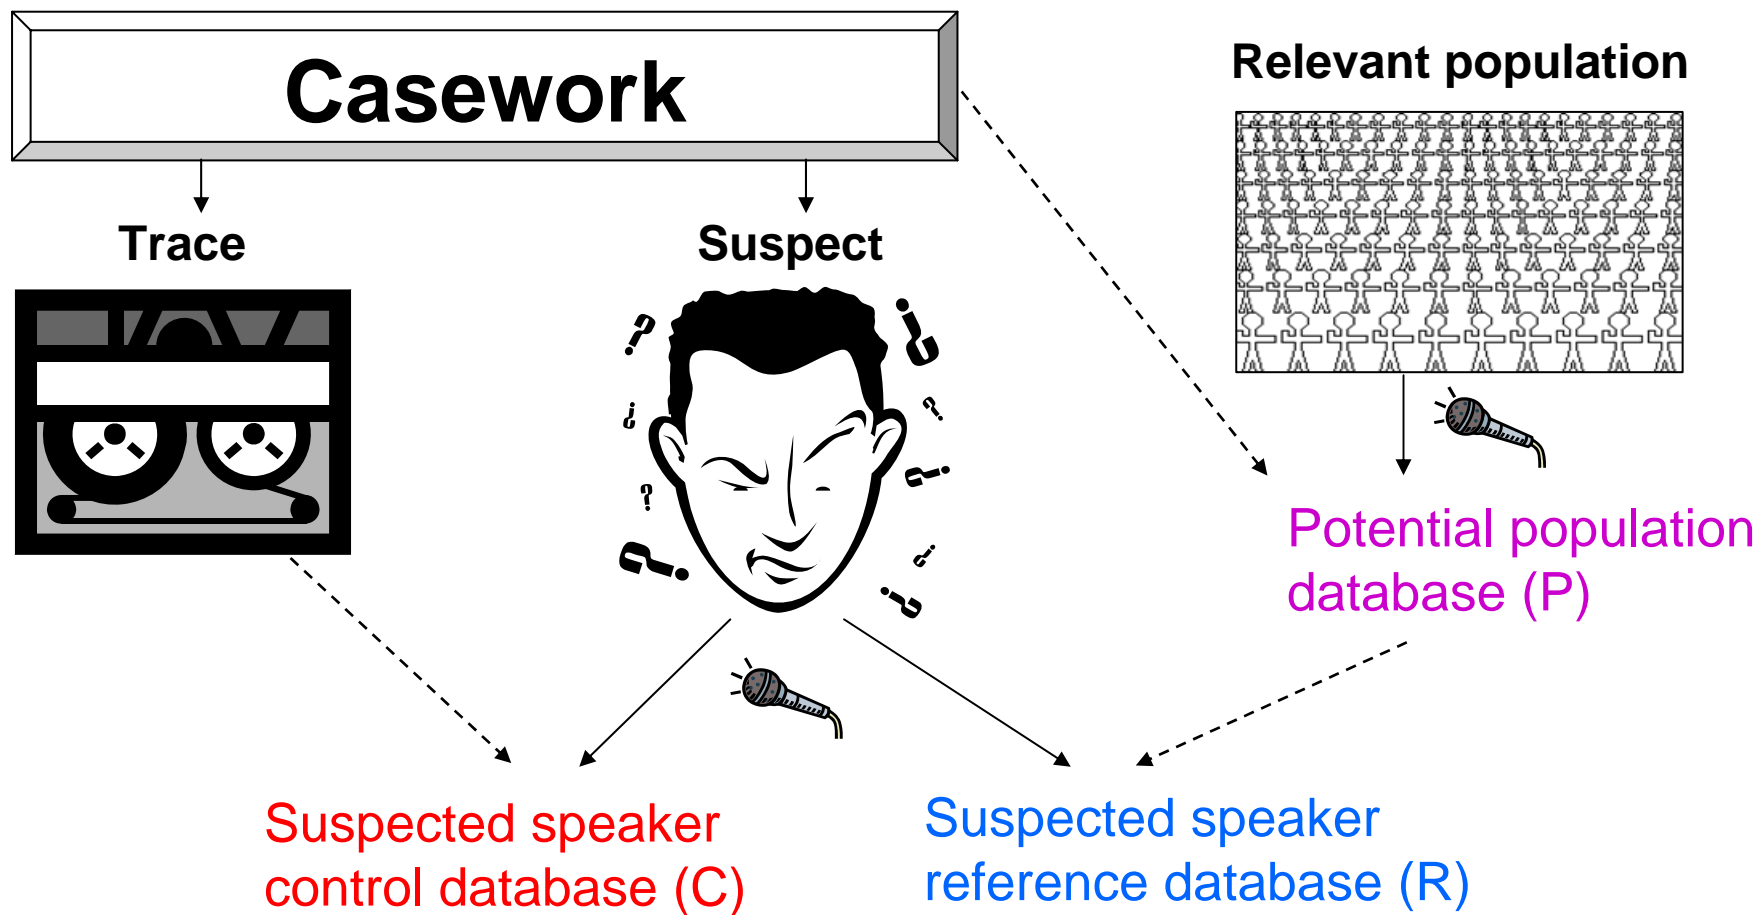 Casework
Relevant population
Trace
Suspect
Potential population
database (P)
Suspected speaker
control database (C)
Suspected speaker
reference database (R)